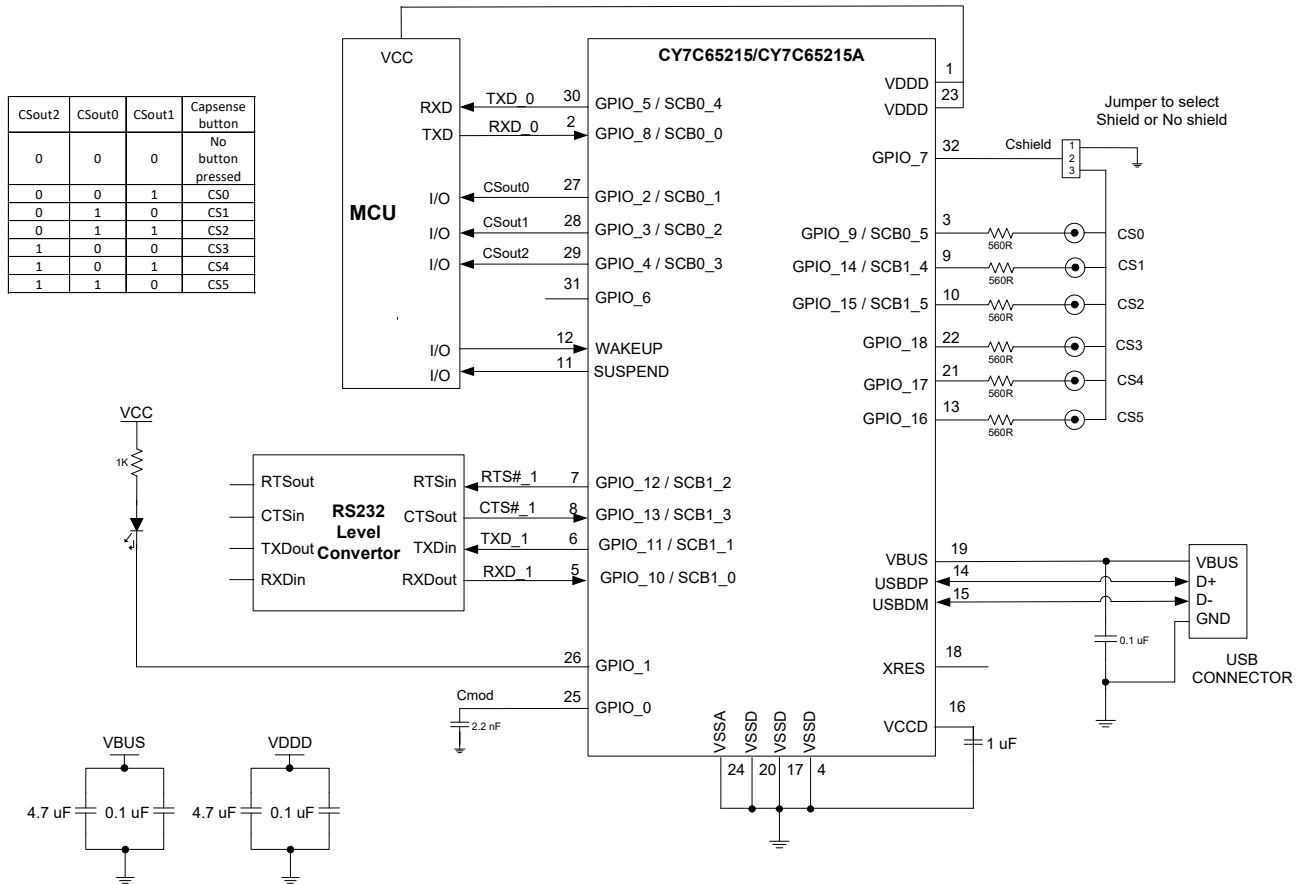 CSout2 CSout0 CSout1 Capsense button
0 0 0 No button pressed
0 0 1 CS0
0 1 0 CS1
0 1 1 CS2
1 0 0 CS3
1 0 1 CS4
1 1 0 CS5
VCC
MCU
RXD
TXD
I/O
I/O
I/O
I/O
I/O
TXD_0
RXD_0
CSout0
CSout1
CSout2
30
2
27
28
29
31
12
11
CY7C65215/CY7C65215A
GPIO_5 / SCB0_4
GPIO_8 / SCB0_0
GPIO_2 / SCB0_1
GPIO_3 / SCB0_2
GPIO_4 / SCB0_3
GPIO_6
WAKEUP
SUSPEND
GPIO_12 / SCB1_2
GPIO_13 / SCB1_3
GPIO_11 / SCB1_1
GPIO_10 / SCB1_0
GPIO_1
GPIO_0
VDDD
VDDD
GPIO_7
GPIO_9 / SCB0_5
GPIO_14 / SCB1_4
GPIO_15 / SCB1_5
GPIO_18
GPIO_17
GPIO_16
VBUS
USBDP
USBDM
XRES
VCCD
VSSA
VSSD
VSSD
VSSD
24 20 17 4
1
23
32
3
9
10
22
21
13
19
14
15
18
16
Jumper to select
Shield or No shield
Cshield
1
2
3
560R CS0
560R CS1
560R CS2
560R CS3
560R CS4
560R CS5
VBUS
D+
D-
GND
USB
CONNECTOR
0.1 uF
1 uF
VCC
1K
RTSout
CTSin
TXDout
RXDin
RS232
Level
Convertor
RTSin
CTSout
TXDin
RXDout
RTS#_1 7
CTS#_1 8
TXD_1 6
RXD_1 5
26
25
Cmod
2.2 nF
VBUS
4.7 uF 0.1 uF
VDDD
4.7 uF 0.1 uF